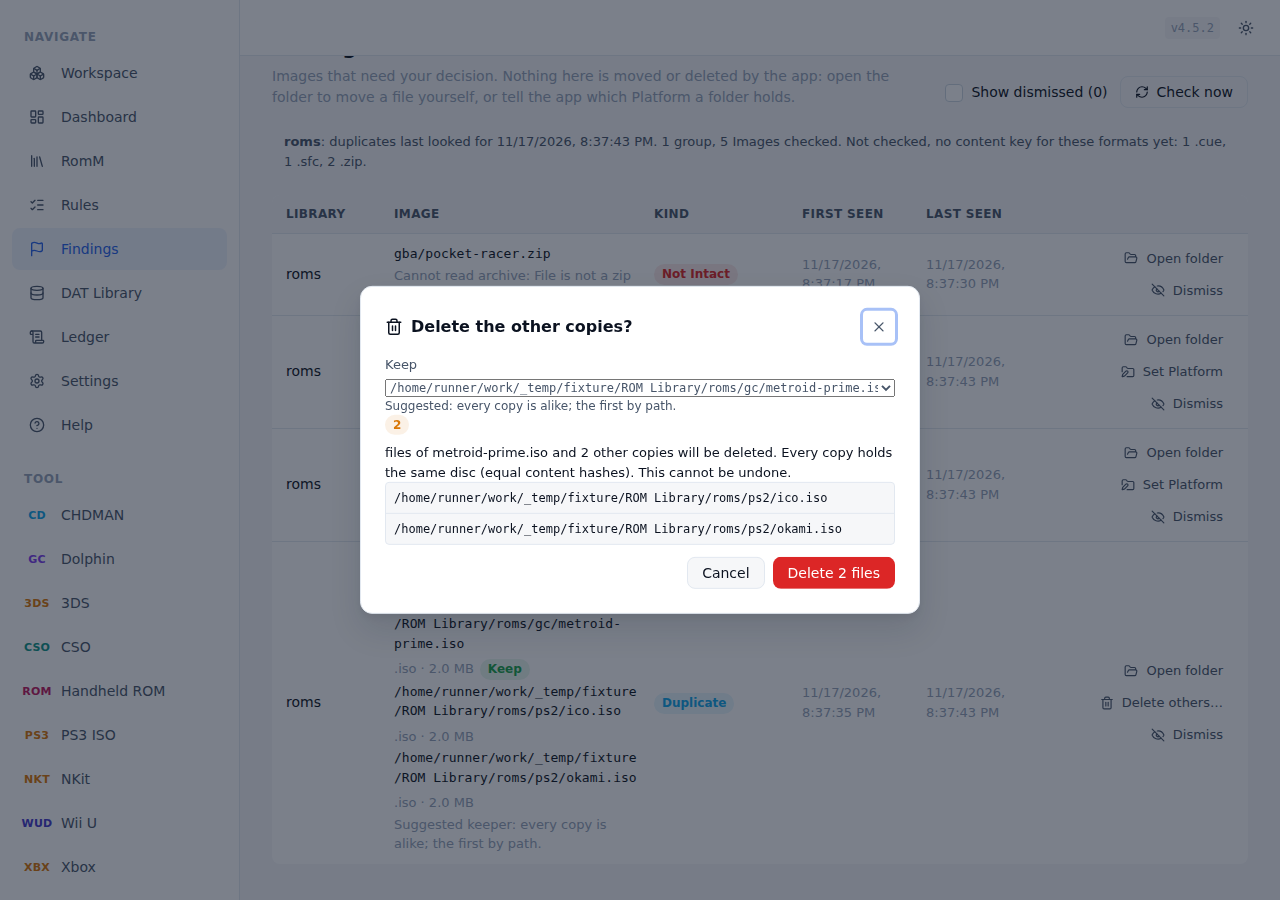 NAVIGATE
Workspace
Dashboard
RomM
Rules
Findings
DAT Library
Ledger
Settings
Help
TOOL
CD CHDMAN
GC Dolphin
3DS 3DS
CSO CSO
ROM Handheld ROM
PS3 PS3 ISO
NKT NKit
WUD Wii U
XBX Xbox
v4.5.2
Images that need your decision. Nothing here is moved or deleted by the app: open the
folder to move a file yourself, or tell the app which Platform a folder holds.
Show dismissed (0)
Check now
roms: duplicates last looked for 11/17/2026, 8:37:43 PM. 1 group, 5 Images checked. Not checked, no content key for these formats yet: 1 .cue,
1 .sfc, 2 .zip.
LIBRARY IMAGE KIND FIRST SEEN LAST SEEN
roms
gba/pocket-racer.zip
Cannot read archive: File is not a zip
Not Intact
11/17/2026,
8:37:17 PM
11/17/2026,
8:37:30 PM
Open folder
Dismiss
roms
11/17/2026,
8:37:43 PM
Open folder
Set Platform
Dismiss
roms
11/17/2026,
8:37:43 PM
Open folder
Set Platform
Dismiss
Delete the other copies?
Keep
/home/runner/work/_temp/fixture/ROM Library/roms/gc/metroid-prime.is
Suggested: every copy is alike; the first by path.
2
files of metroid-prime.iso and 2 other copies will be deleted. Every copy holds
the same disc (equal content hashes). This cannot be undone.
/home/runner/work/_temp/fixture/ROM Library/roms/ps2/ico.iso
/home/runner/work/_temp/fixture/ROM Library/roms/ps2/okami.iso
Cancel
Delete 2 files
roms
/ROM Library/roms/gc/metroid-
prime.iso
.iso · 2.0 MB Keep
/home/runner/work/_temp/fixture
/ROM Library/roms/ps2/ico.iso
.iso · 2.0 MB
/home/runner/work/_temp/fixture
/ROM Library/roms/ps2/okami.iso
.iso · 2.0 MB
Suggested keeper: every copy is
alike; the first by path.
Duplicate
11/17/2026,
8:37:35 PM
11/17/2026,
8:37:43 PM
Open folder
Delete others…
Dismiss